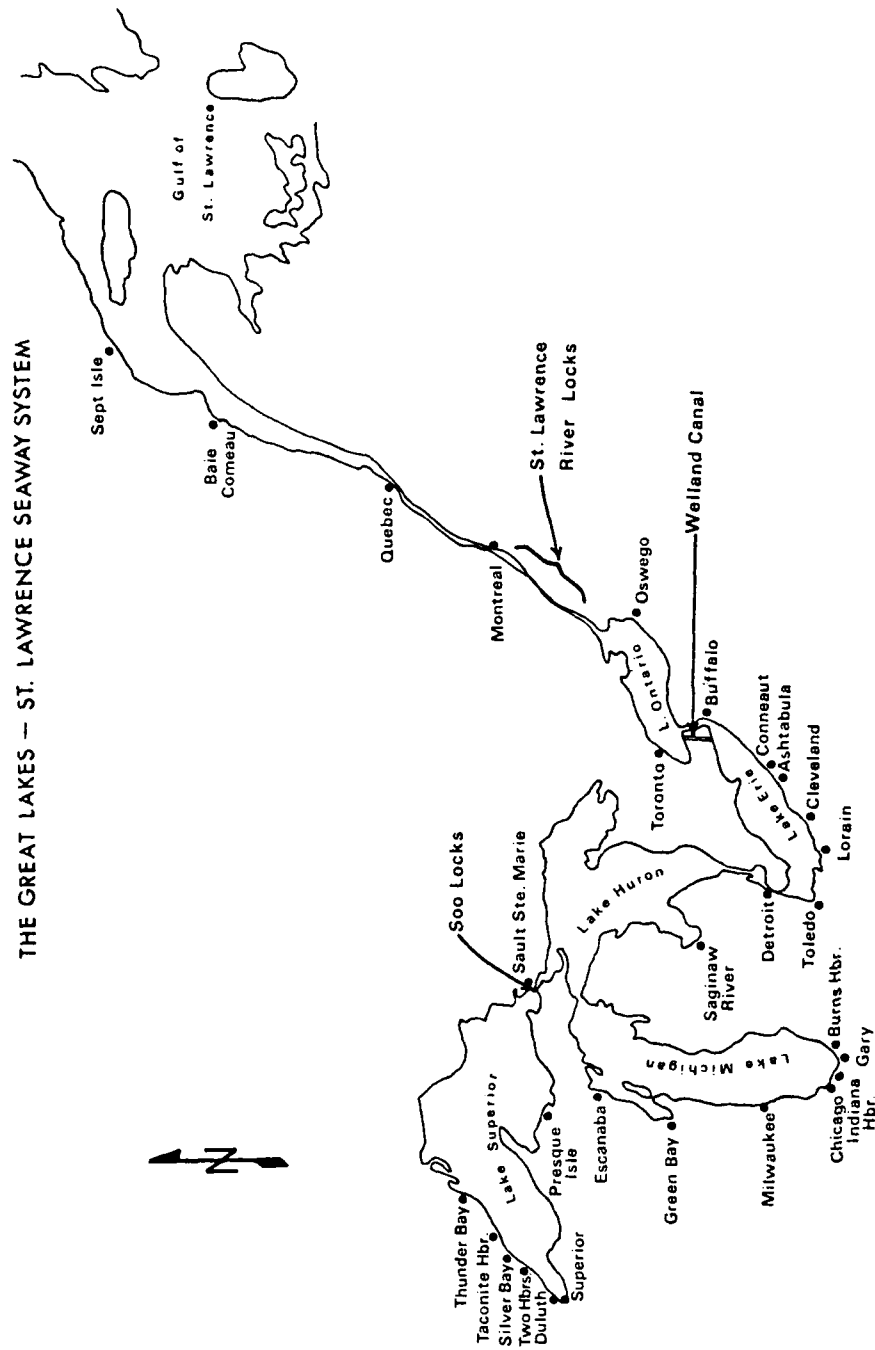 THE GREAT LAKES – ST. LAWRENCE SEAWAY SYSTEM
N
Gulf of
St. Lawrence
Sept Isle
Baie
Comeau
Quebec
Montreal
St. Lawrence
River Locks
Oswego
L. Ontario
Toronto
Welland Canal
Buffalo
Conneaut
Ashtabula
Cleveland
Lorain
Lake Erie
Detroit
Toledo
Soo Locks
Sault Ste. Marie
Lake Huron
Saginaw
River
Lake Michigan
Burns Hbr.
Gary
Indiana
Hbr.
Chicago
Milwaukee
Green Bay
Escanaba
Presque
Isle
Lake Superior
Thunder Bay
Taconite Hbr.
Silver Bay
Two Hbrs
Duluth
Superior